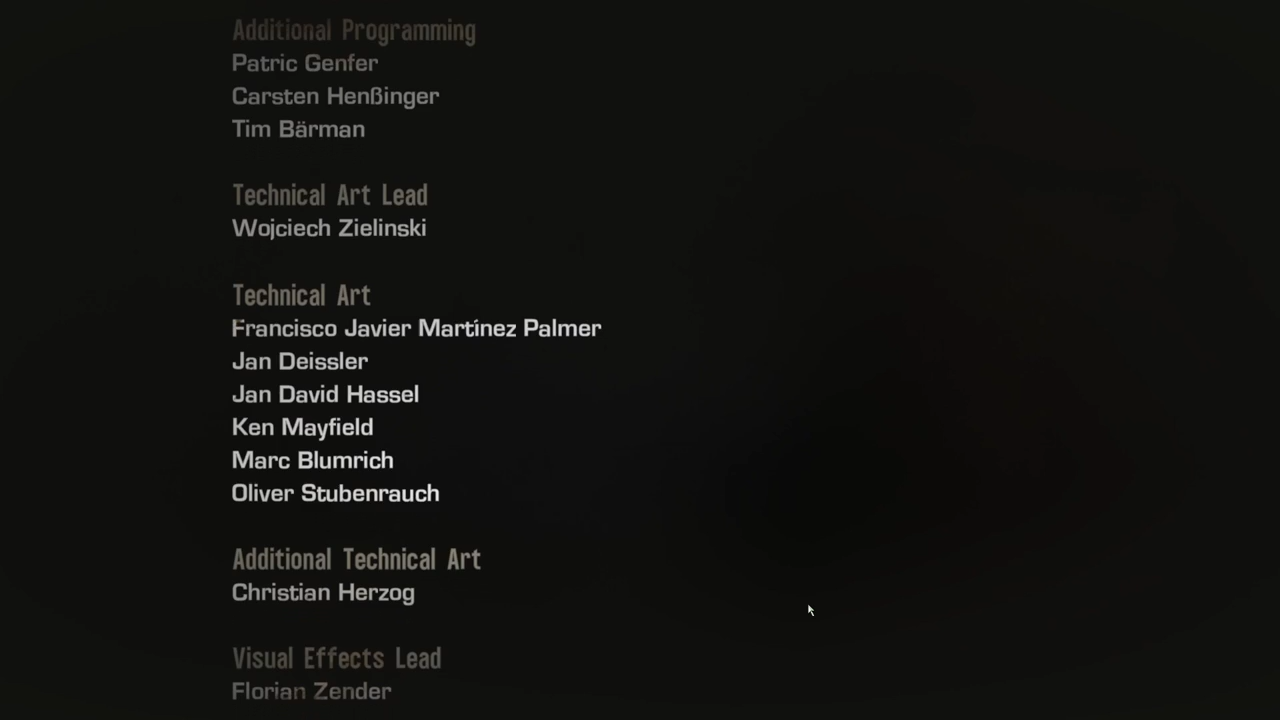 Additional Programming
Patric Genfer
Carsten Henßinger
Tim Bärman
Technical Art Lead
Wojciech Zielinski
Technical Art
Francisco Javier Martínez Palmer
Jan Deissler
Jan David Hassel
Ken Mayfield
Marc Blumrich
Oliver Stubenrauch
Additional Technical Art
Christian Herzog
Visual Effects Lead
Florian Zender